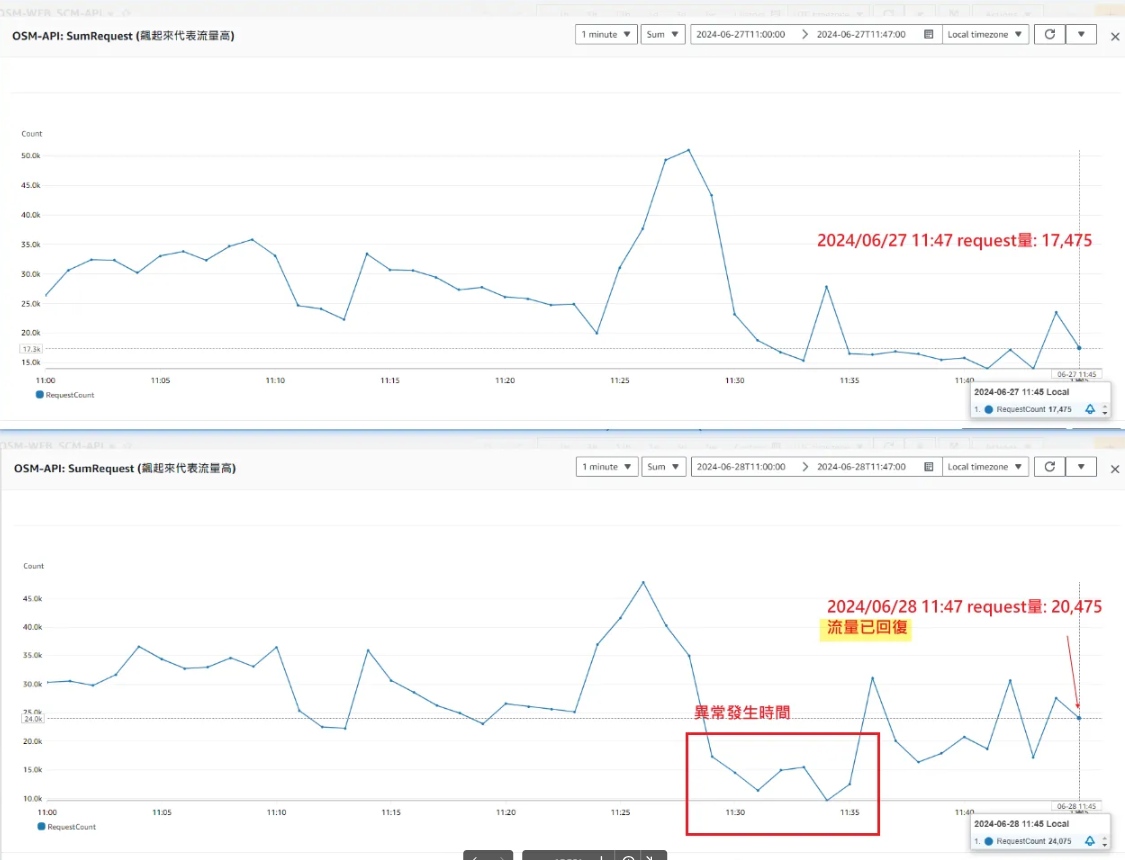 OSM-WEB_SCM-API
OSM-API: SumRequest (飆起來代表流量高)
1 minute ▼ Sum ▼ 2024-06-27T11:00:00 > 2024-06-27T11:47:00 Local timezone ▼
Count
50.0k
45.0k
40.0k
35.0k
2024/06/27 11:47 request量: 17,475
30.0k
25.0k
20.0k
17.3k
15.0k
11:00 11:05 11:10 11:15 11:20 11:25 11:30 11:35 11:40
06-27 11:45
RequestCount
2024-06-27 11:45 Local
1. RequestCount 17,475
OSM-WEB_SCM-API
OSM-API: SumRequest (飆起來代表流量高)
1 minute ▼ Sum ▼ 2024-06-28T11:00:00 > 2024-06-28T11:47:00 Local timezone ▼
Count
45.0k
2024/06/28 11:47 request量: 20,475
流量已回復
40.0k
35.0k
30.0k
25.0k
24.0k
異常發生時間
20.0k
15.0k
10.0k
11:00 11:05 11:10 11:15 11:20 11:25 11:30 11:35 11:40
06-28 11:45
RequestCount
2024-06-28 11:45 Local
1. RequestCount 24,075